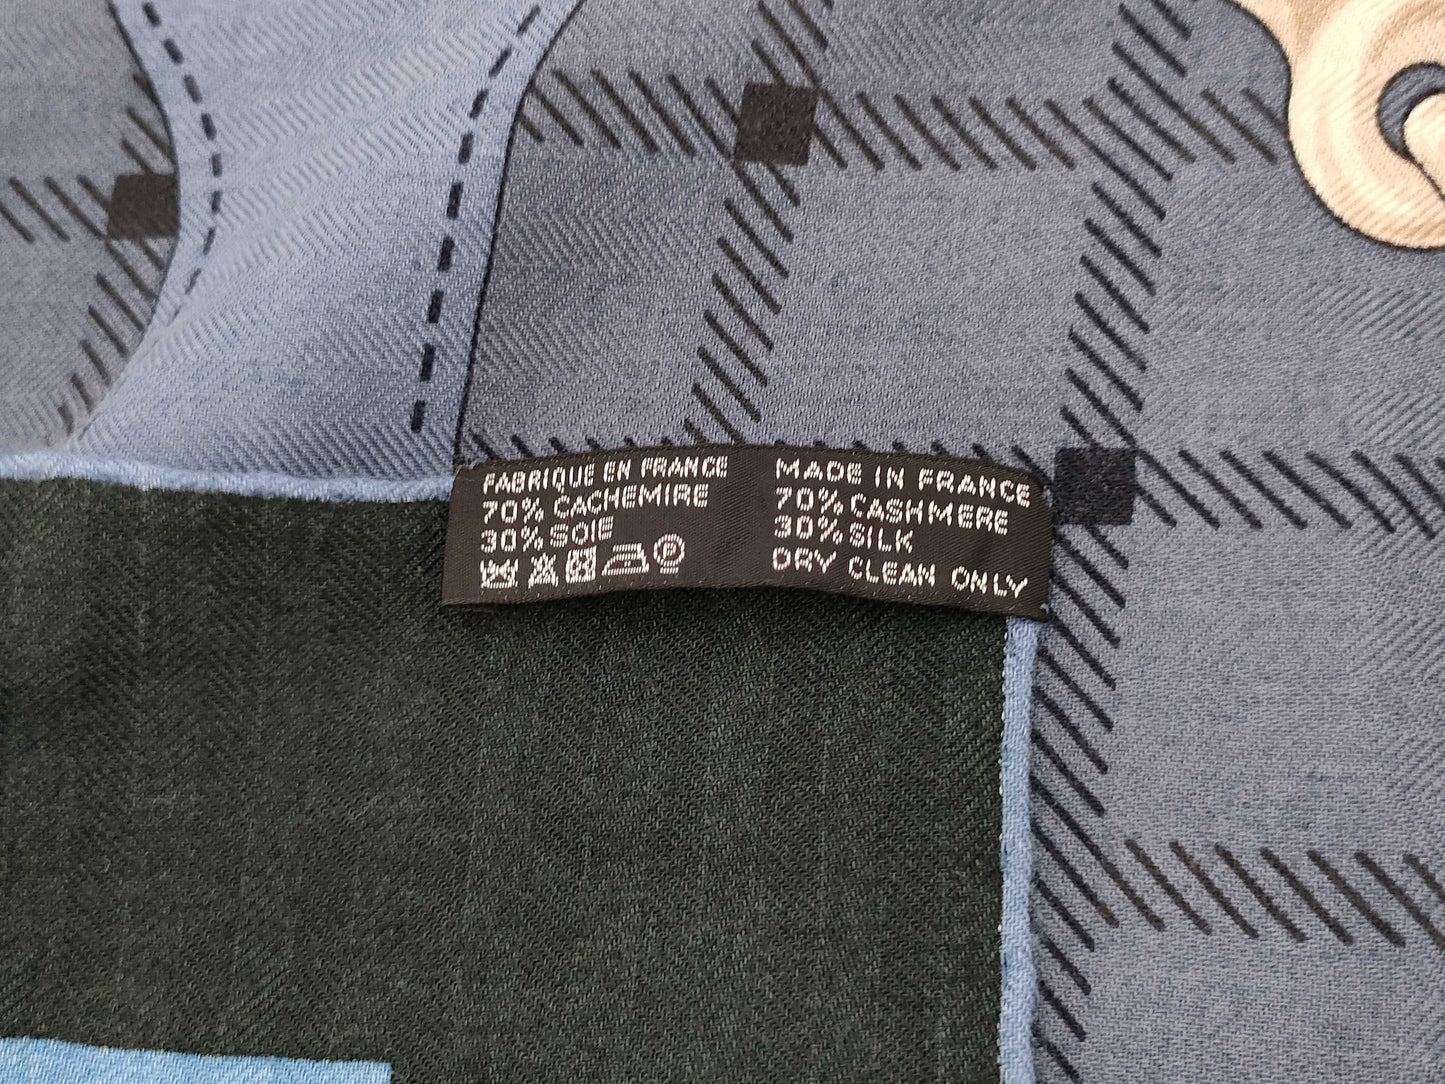 FABRIQUE EN FRANCE
70% CACHEMIRE
30% SOIE
P
MADE IN FRANCE
70% CASHMERE
30% SILK
DRY CLEAN ONLY